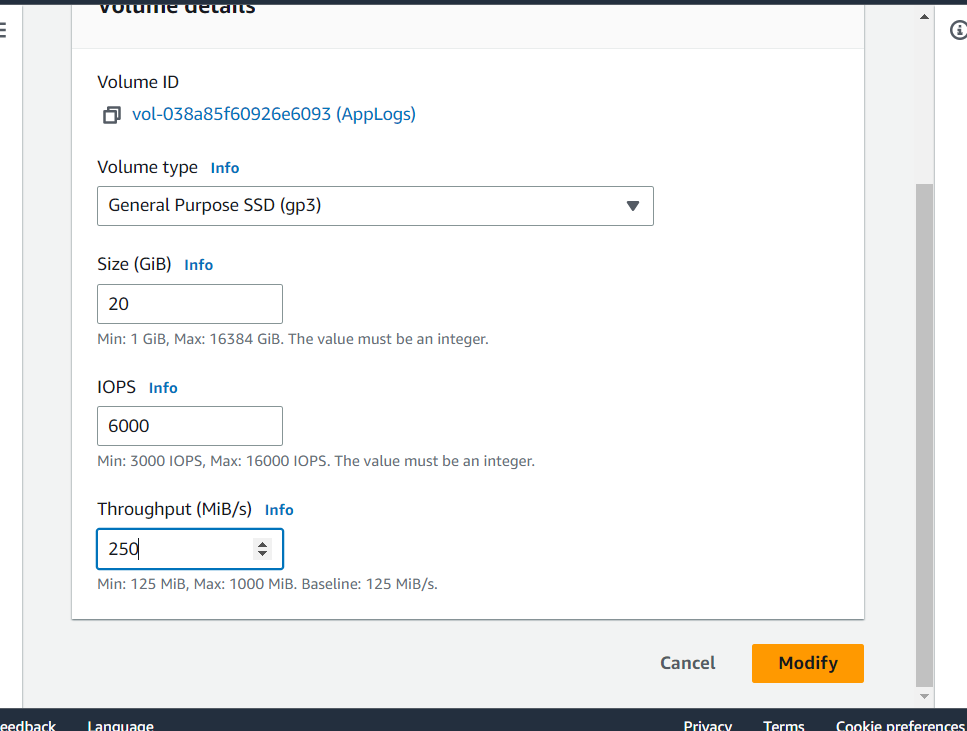 Volume details
Volume ID
vol-038a85f60926e6093 (AppLogs)
Volume type Info
General Purpose SSD (gp3)
Size (GiB) Info
20
Min: 1 GiB, Max: 16384 GiB. The value must be an integer.
IOPS Info
6000
Min: 3000 IOPS, Max: 16000 IOPS. The value must be an integer.
Throughput (MiB/s) Info
250
Min: 125 MiB, Max: 1000 MiB. Baseline: 125 MiB/s.
Cancel Modify
eedback Language Privacy Terms Cookie preferences